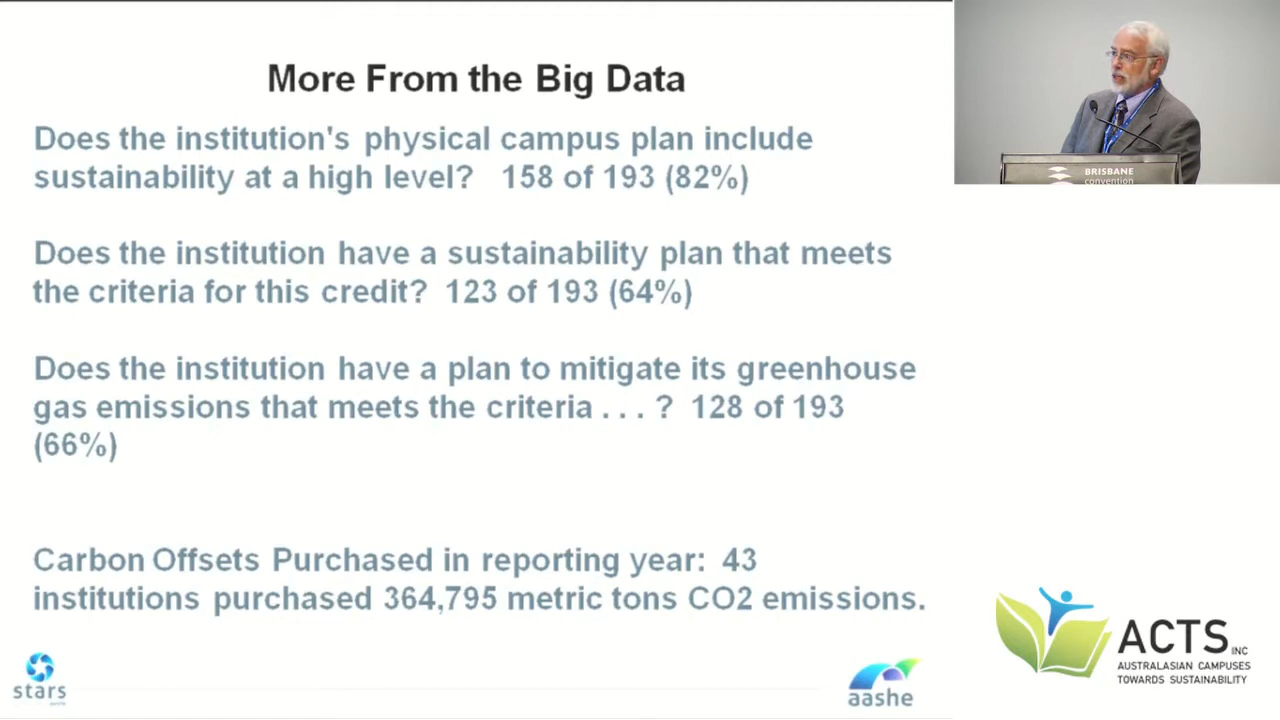 More From the Big Data
Does the institution's physical campus plan include
sustainability at a high level? 158 of 193 (82%)
Does the institution have a sustainability plan that meets
the criteria for this credit? 123 of 193 (64%)
Does the institution have a plan to mitigate its greenhouse
gas emissions that meets the criteria . . . ? 128 of 193
(66%)
Carbon Offsets Purchased in reporting year: 43
institutions purchased 364,795 metric tons CO2 emissions.
stars
aashe
BRISBANE
convention
ACTS INC
AUSTRALASIAN CAMPUSES
TOWARDS SUSTAINABILITY